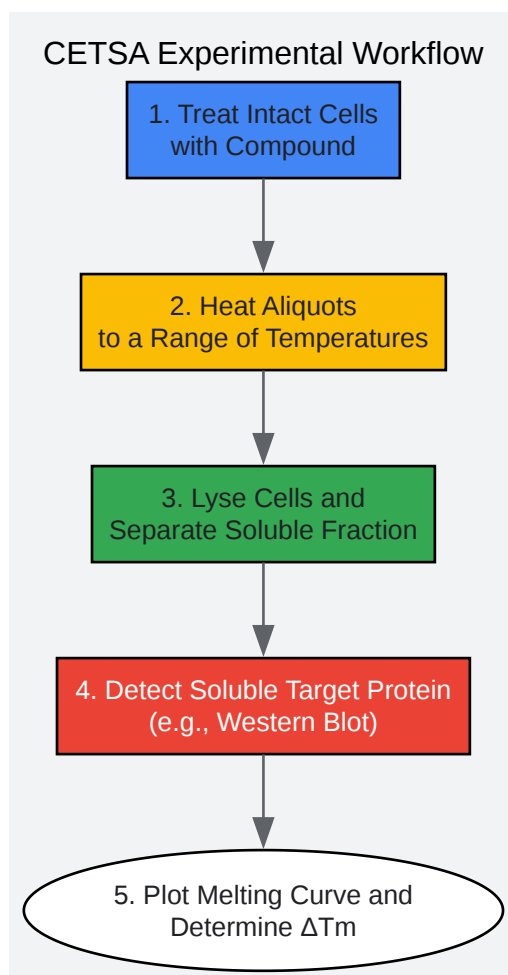 CETSA Experimental Workflow
1. Treat Intact Cells
with Compound
2. Heat Aliquots
to a Range of Temperatures
3. Lyse Cells and
Separate Soluble Fraction
4. Detect Soluble Target Protein
(e.g., Western Blot)
5. Plot Melting Curve and
Determine ΔTm